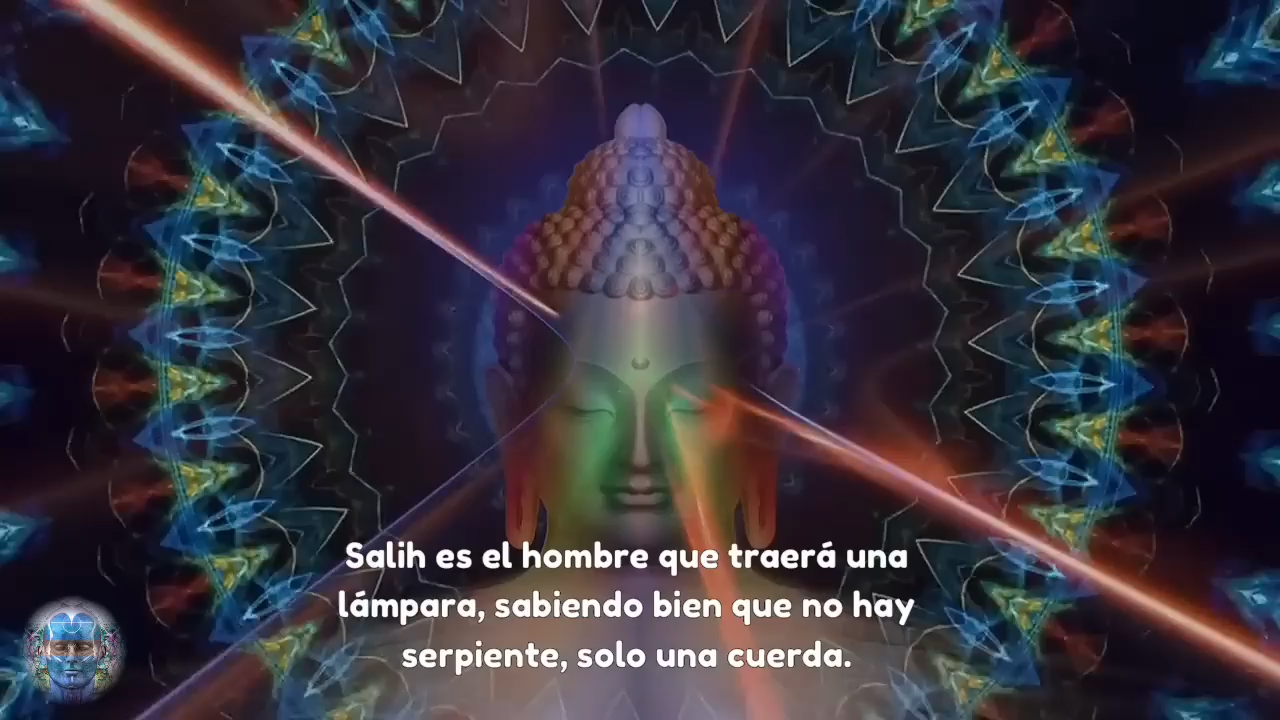 Salih es el hombre que traerá una
lámpara, sabiendo bien que no hay
serpiente, solo una cuerda.